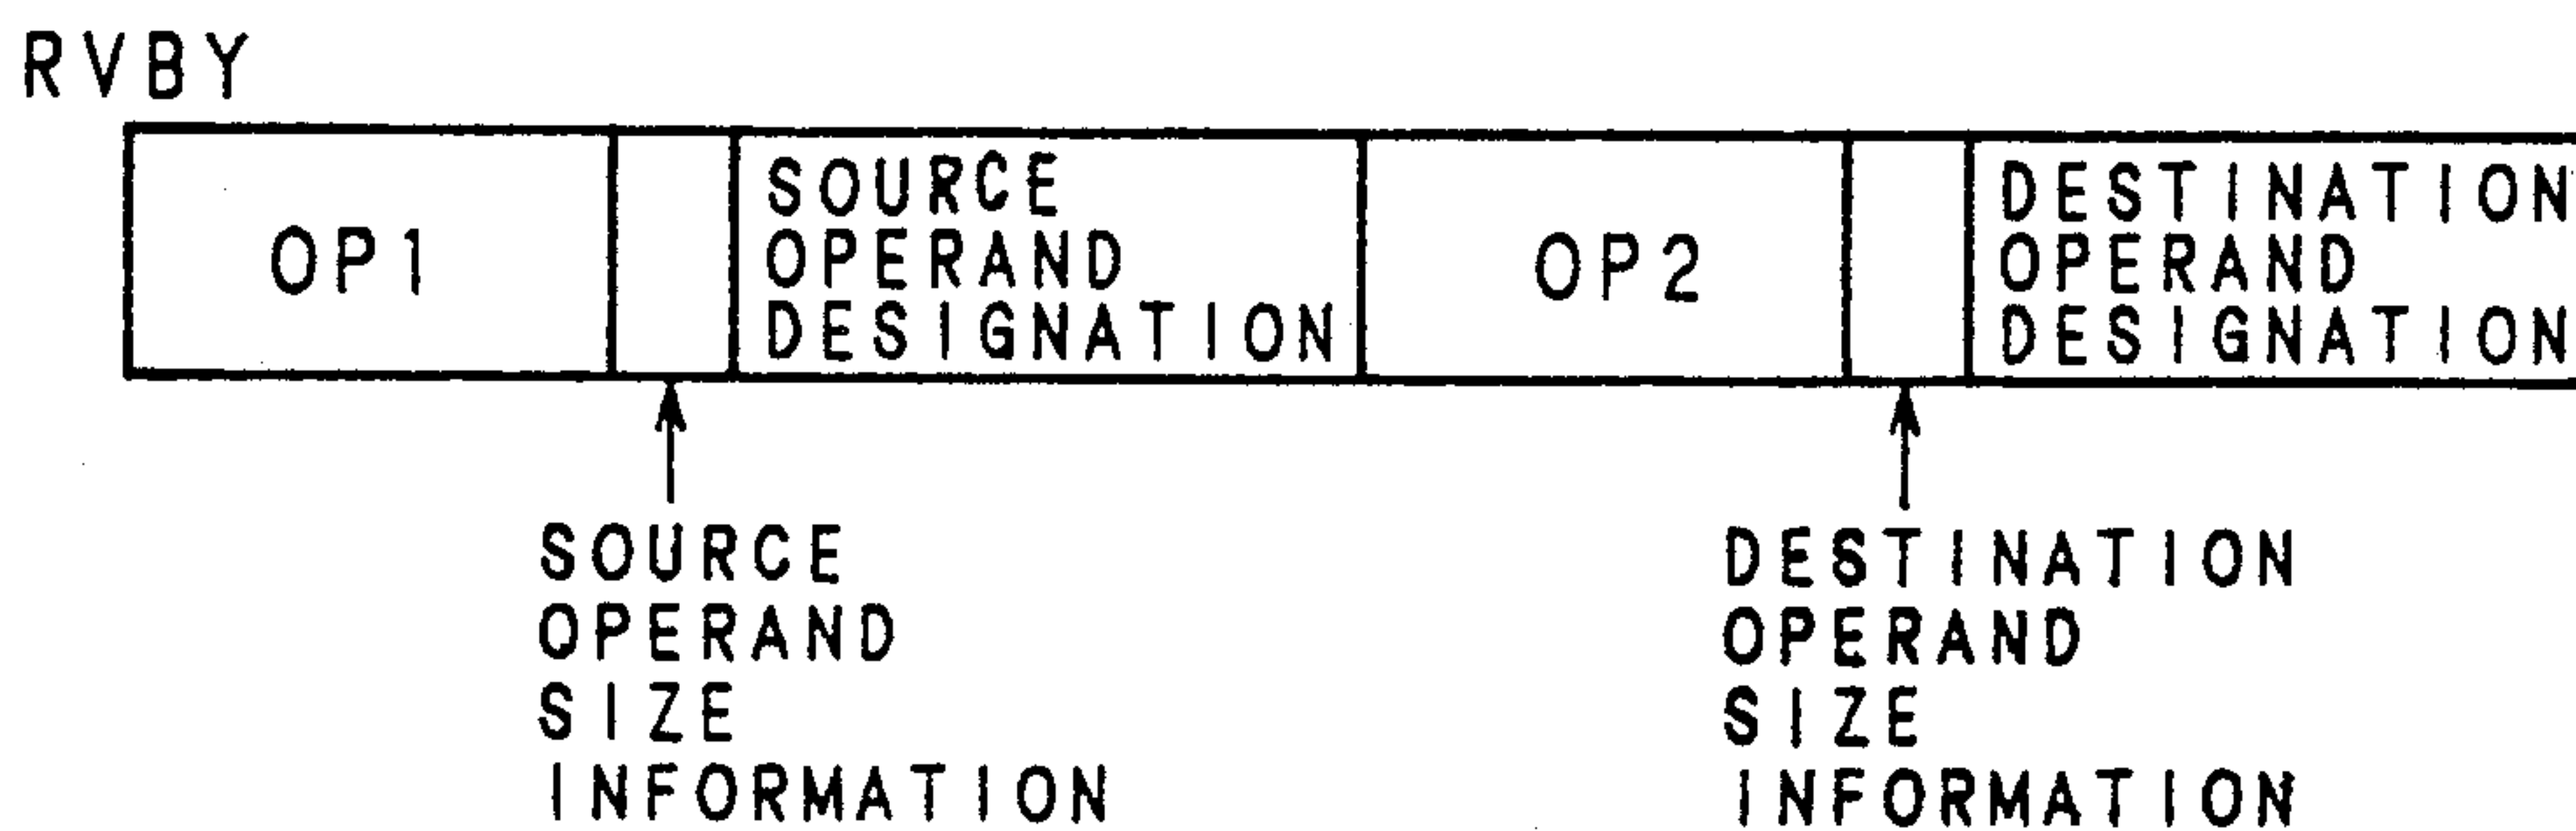 RVBY
OP1
SOURCE
OPERAND
DESIGNATION
OP2
DESTINATION
OPERAND
DESIGNATION
SOURCE
OPERAND
SIZE
INFORMATION
DESTINATION
OPERAND
SIZE
INFORMATION